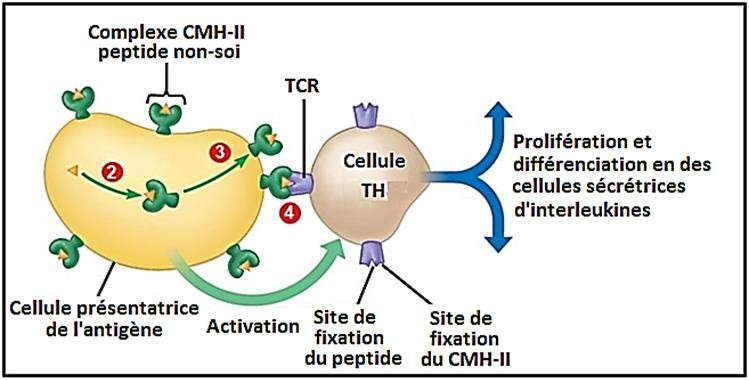 Complexe CMH-II
peptide non-soi
TCR
3
2
Cellule
TH
4
Prolifération et
différenciation en des
cellules sécrétrices
d'interleukines
Cellule présentatrice
de l'antigène
Activation
Site de
fixation
du peptide
Site de
fixation
du CMH-II